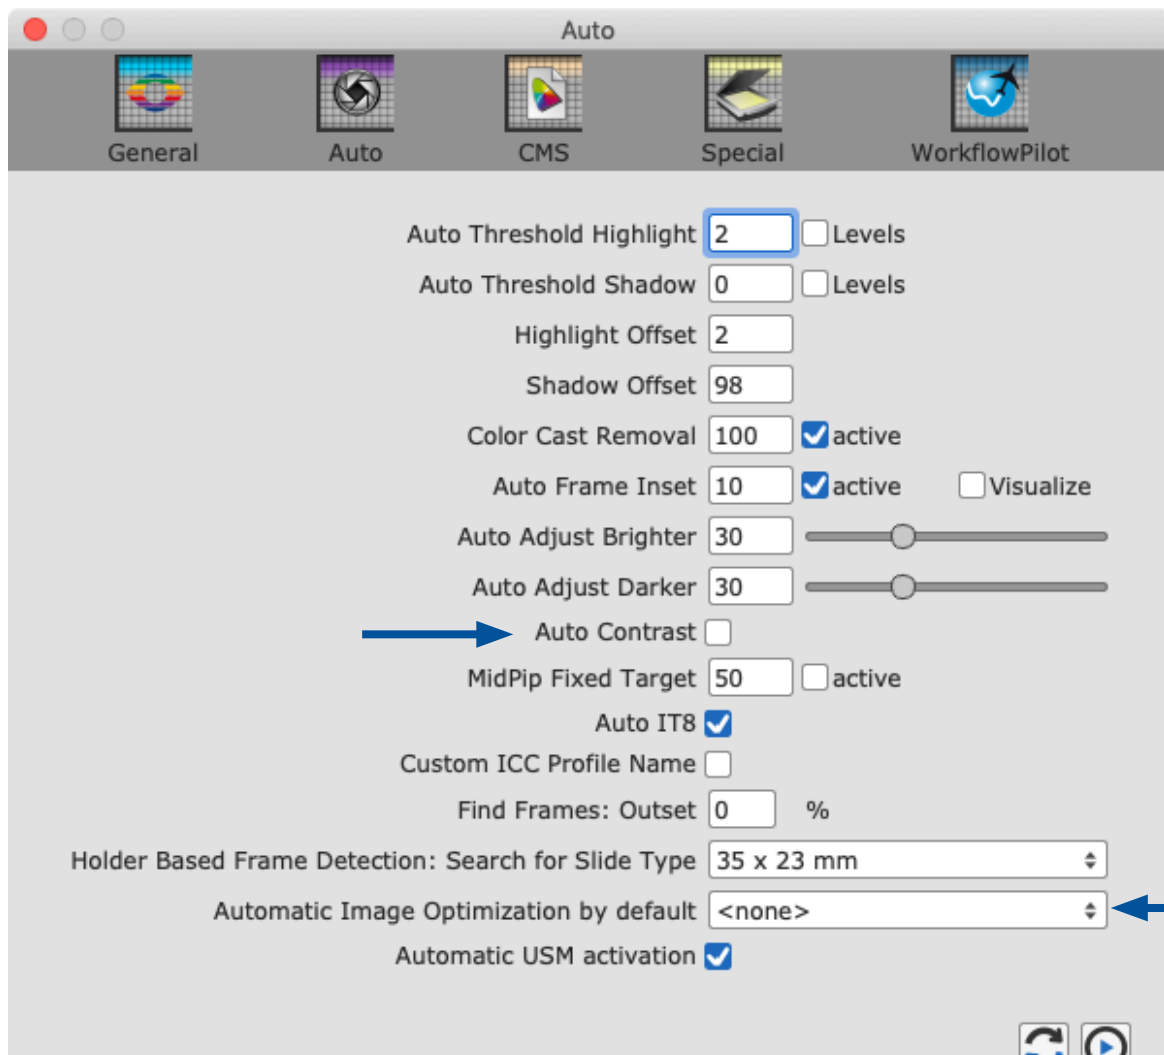 Auto
General Auto CMS Special WorkflowPilot
Auto Threshold Highlight 2 Levels
Auto Threshold Shadow 0 Levels
Highlight Offset 2
Shadow Offset 98
Color Cast Removal 100 active
Auto Frame Inset 10 active Visualize
Auto Adjust Brighter 30
Auto Adjust Darker 30
Auto Contrast
MidPip Fixed Target 50 active
Auto IT8
Custom ICC Profile Name
Find Frames: Outset 0 %
Holder Based Frame Detection: Search for Slide Type 35 x 23 mm
Automatic Image Optimization by default <none>
Automatic USM activation